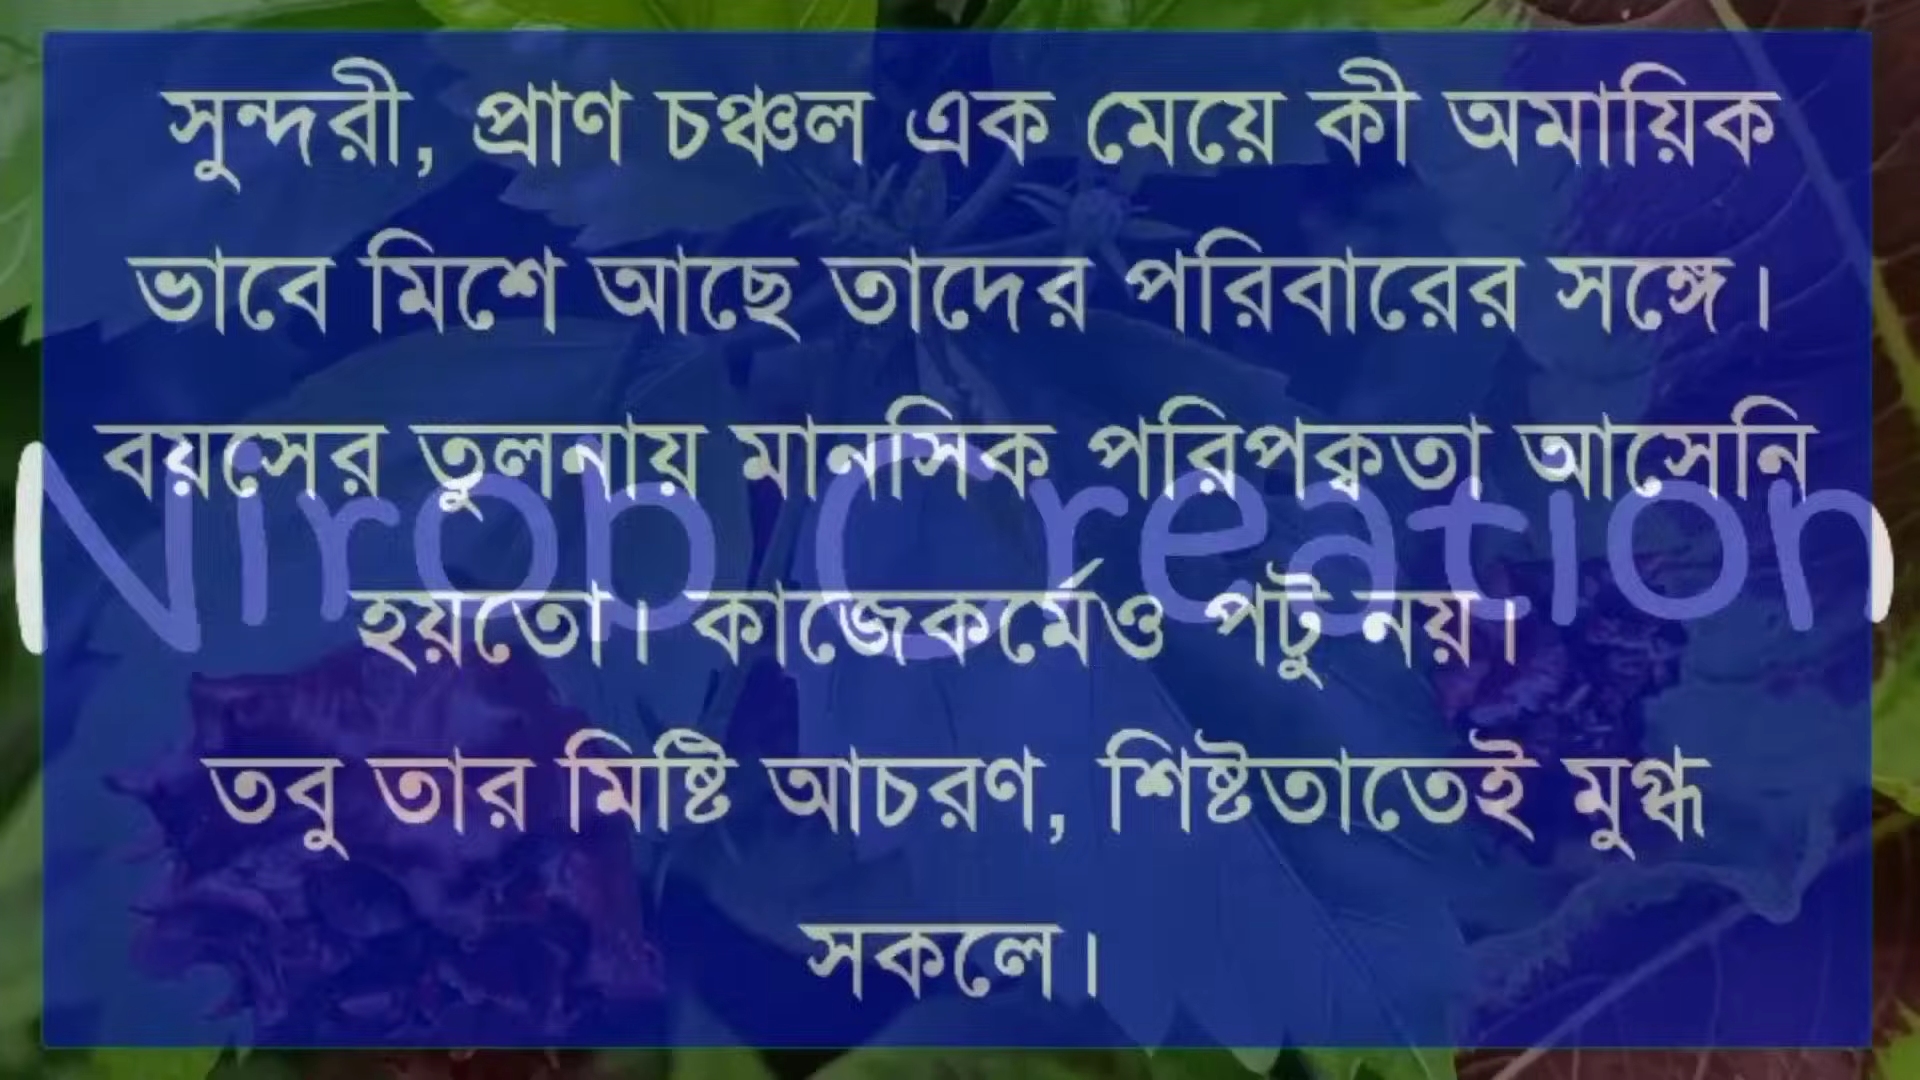 সুন্দরী, প্রাণ চঞ্চল এক মেয়ে কী অমায়িক
ভাবে মিশে আছে তাদের পরিবারের সঙ্গে।
বয়সের তুলনায় মানসিক পরিপক্বতা আসেনি
Nirob Creation
হয়তো। কাজেকর্মেও পটু নয়।
তবু তার মিষ্টি আচরণ, শিষ্টতাতেই মুগ্ধ
সকলে।